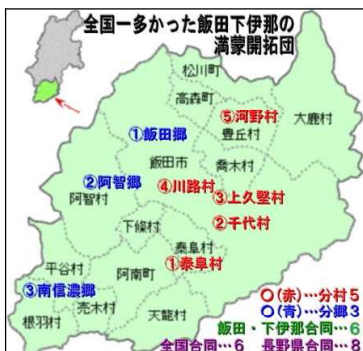 全国一多かった飯田下伊那の
満蒙開拓団
松川町
高森町
⑤河野村
大鹿村
豊丘村
①飯田郷
飯田市
喬木村
②阿智郷
④川路村
③上久堅村
阿智村
②千代村
下條村
泰阜村
平谷村
①泰阜村
阿南町
③南信濃郷
売木村
天龍村
根羽村
〇(赤)…分村5
〇(青)…分郷3
飯田・下伊那合同…6
全国合同…6 長野県合同…8